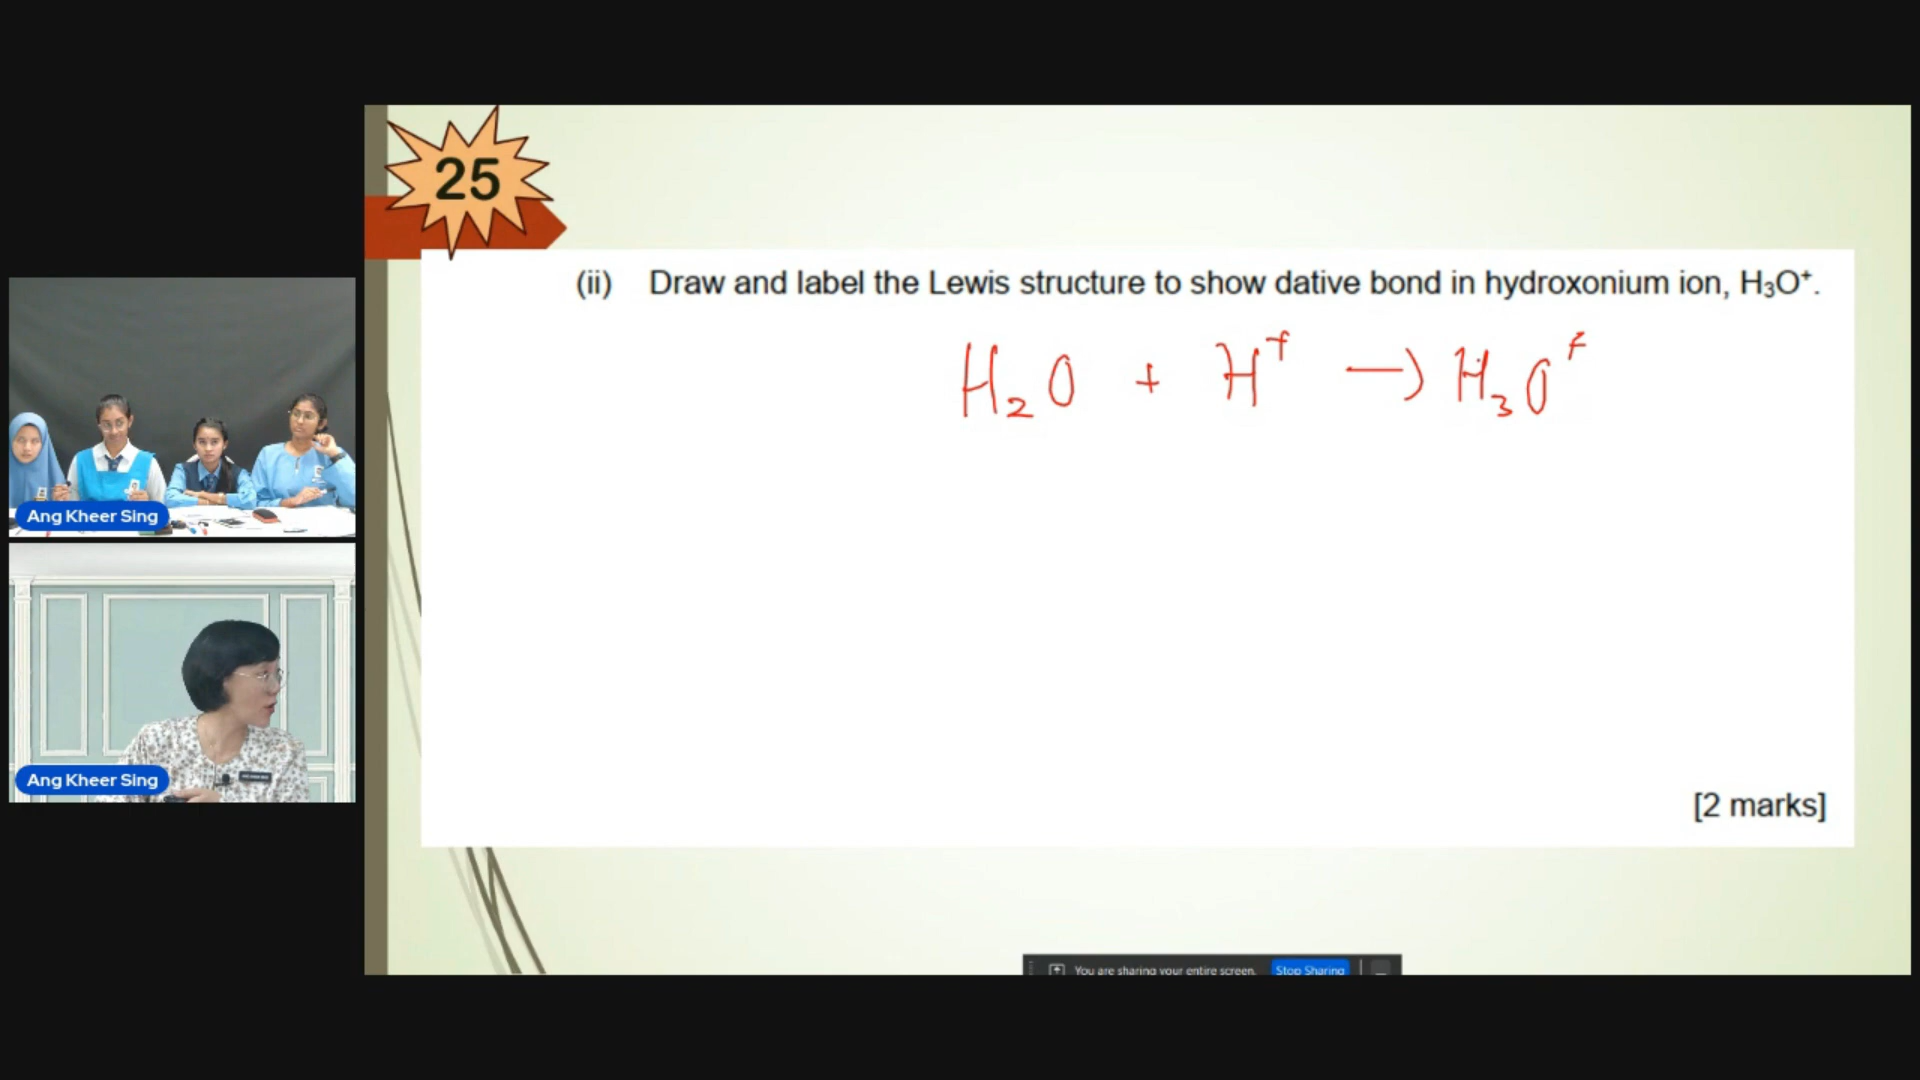 25
(ii) Draw and label the Lewis structure to show dative bond in hydroxonium ion, H₃O⁺.
H₂O + H⁺ → H₃O⁺
[2 marks]
Ang Kheer Sing
Ang Kheer Sing
You are sharing your entire screen. Stop Sharing